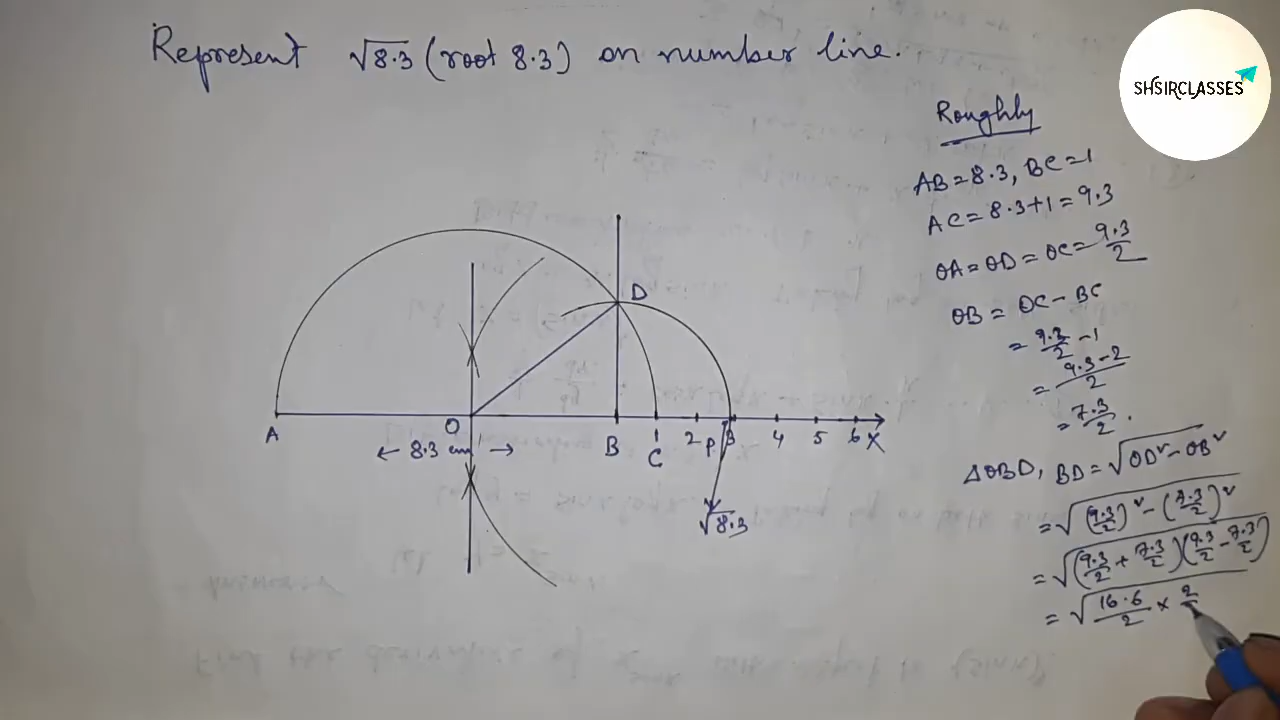 Represent √8.3 (root 8.3) on number line.
SHSIRCLASSES
Roughly
AB = 8.3, BC = 1
AC = 8.3+1 = 9.3
OA = OD = OC = 9.3/2
OB = OC - BC
= 9.3/2 - 1
= 9.3-2/2
= 7.3/2.
△OBD, BD = √OD² - OB²
= √(9.3/2)² - (7.3/2)²
= √(9.3/2 + 7.3/2)(9.3/2 - 7.3/2)
= √16.6/2 × 2
D
A O B C 2 P 3 4 5 6 X
1
← 8.3 cm →
√8.3